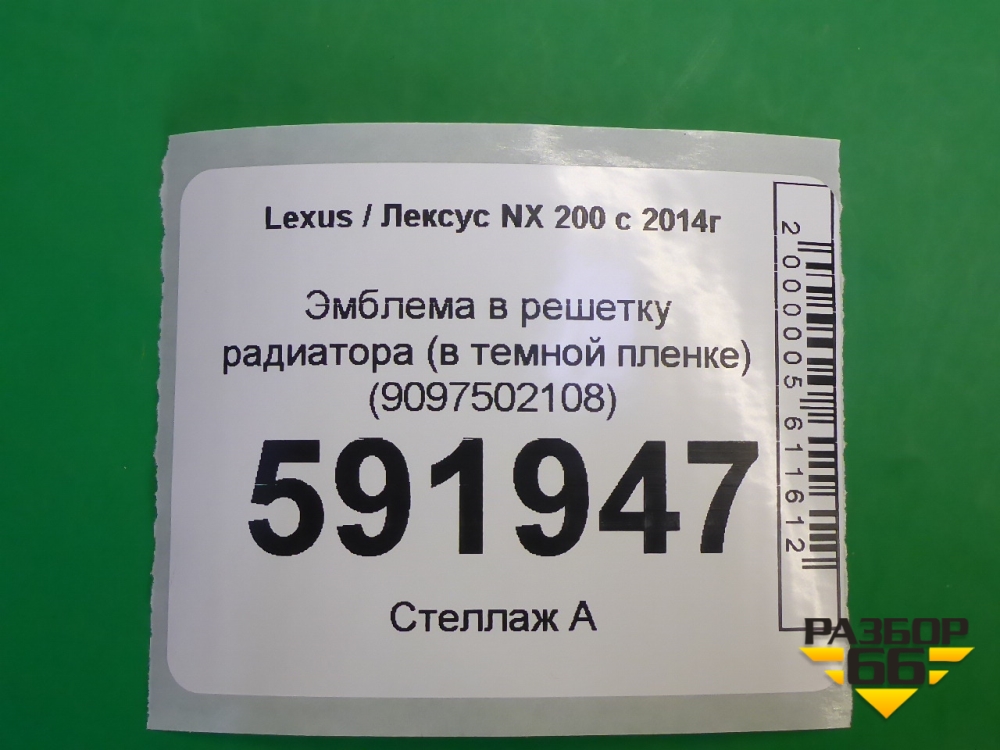 Lexus / Лексус NX 200 с 2014г
Эмблема в решетку
радиатора (в темной пленке)
(9097502108)
591947
Стеллаж А
2000005611612
РАЗБОР
66